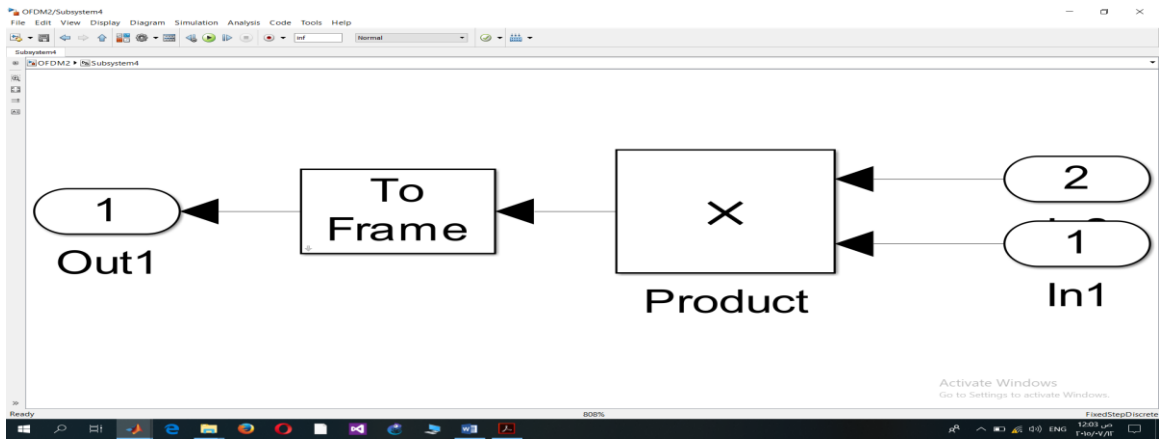 OFDM2/Subsystem4
File Edit View Display Diagram Simulation Analysis Code Tools Help
inf Normal
Subsystem4
OFDM2 Subsystem4
2
To
Frame
1
×
1
Out1
Product
In1
Activate Windows
Go to Settings to activate Windows.
Ready 808% FixedStepDiscrete
ENG 12:03 ص